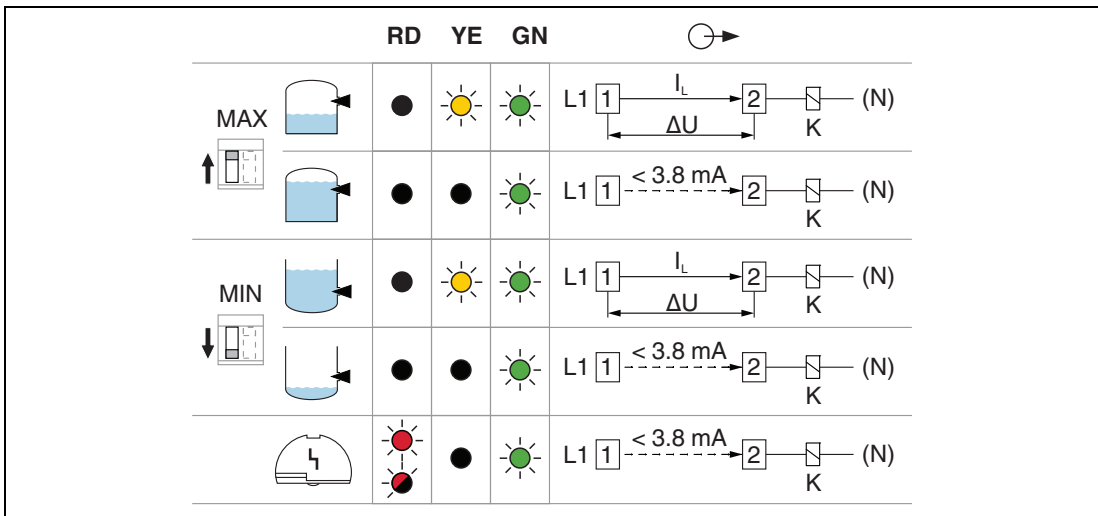 RD YE GN
L1 1 I_L 2 (N)
MAX
ΔU K
L1 1 < 3.8 mA 2 (N)
K
L1 1 I_L 2 (N)
MIN
ΔU K
L1 1 < 3.8 mA 2 (N)
K
L1 1 < 3.8 mA 2 (N)
K